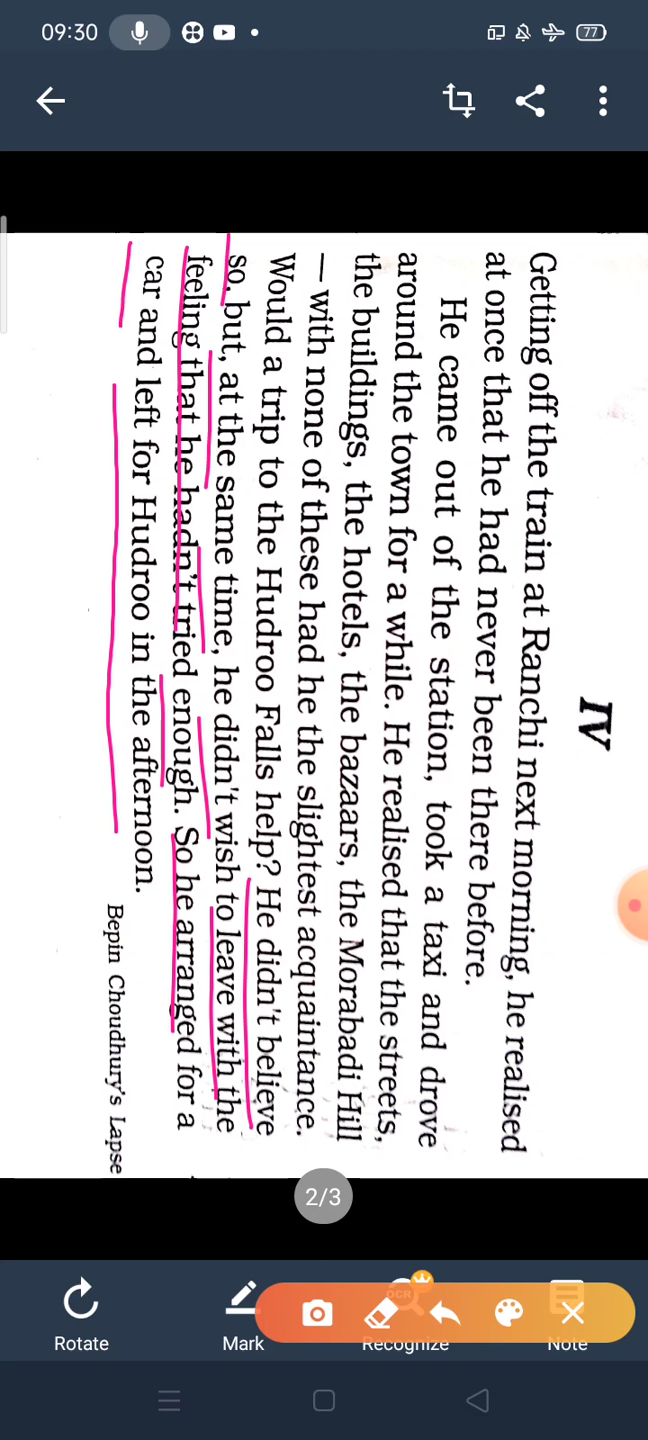 09:30
77
IV
Getting off the train at Ranchi next morning, he realised
at once that he had never been there before.
He came out of the station, took a taxi and drove
around the town for a while. He realised that the streets,
the buildings, the hotels, the bazaars, the Morabadi Hill
— with none of these had he the slightest acquaintance.
Would a trip to the Hudroo Falls help? He didn't believe
so, but, at the same time, he didn't wish to leave with the
feeling that he hadn't tried enough. So he arranged for a
car and left for Hudroo in the afternoon.
Bepin Choudhury's Lapse
2/3
Rotate
Mark
OCR
Recognize
Note